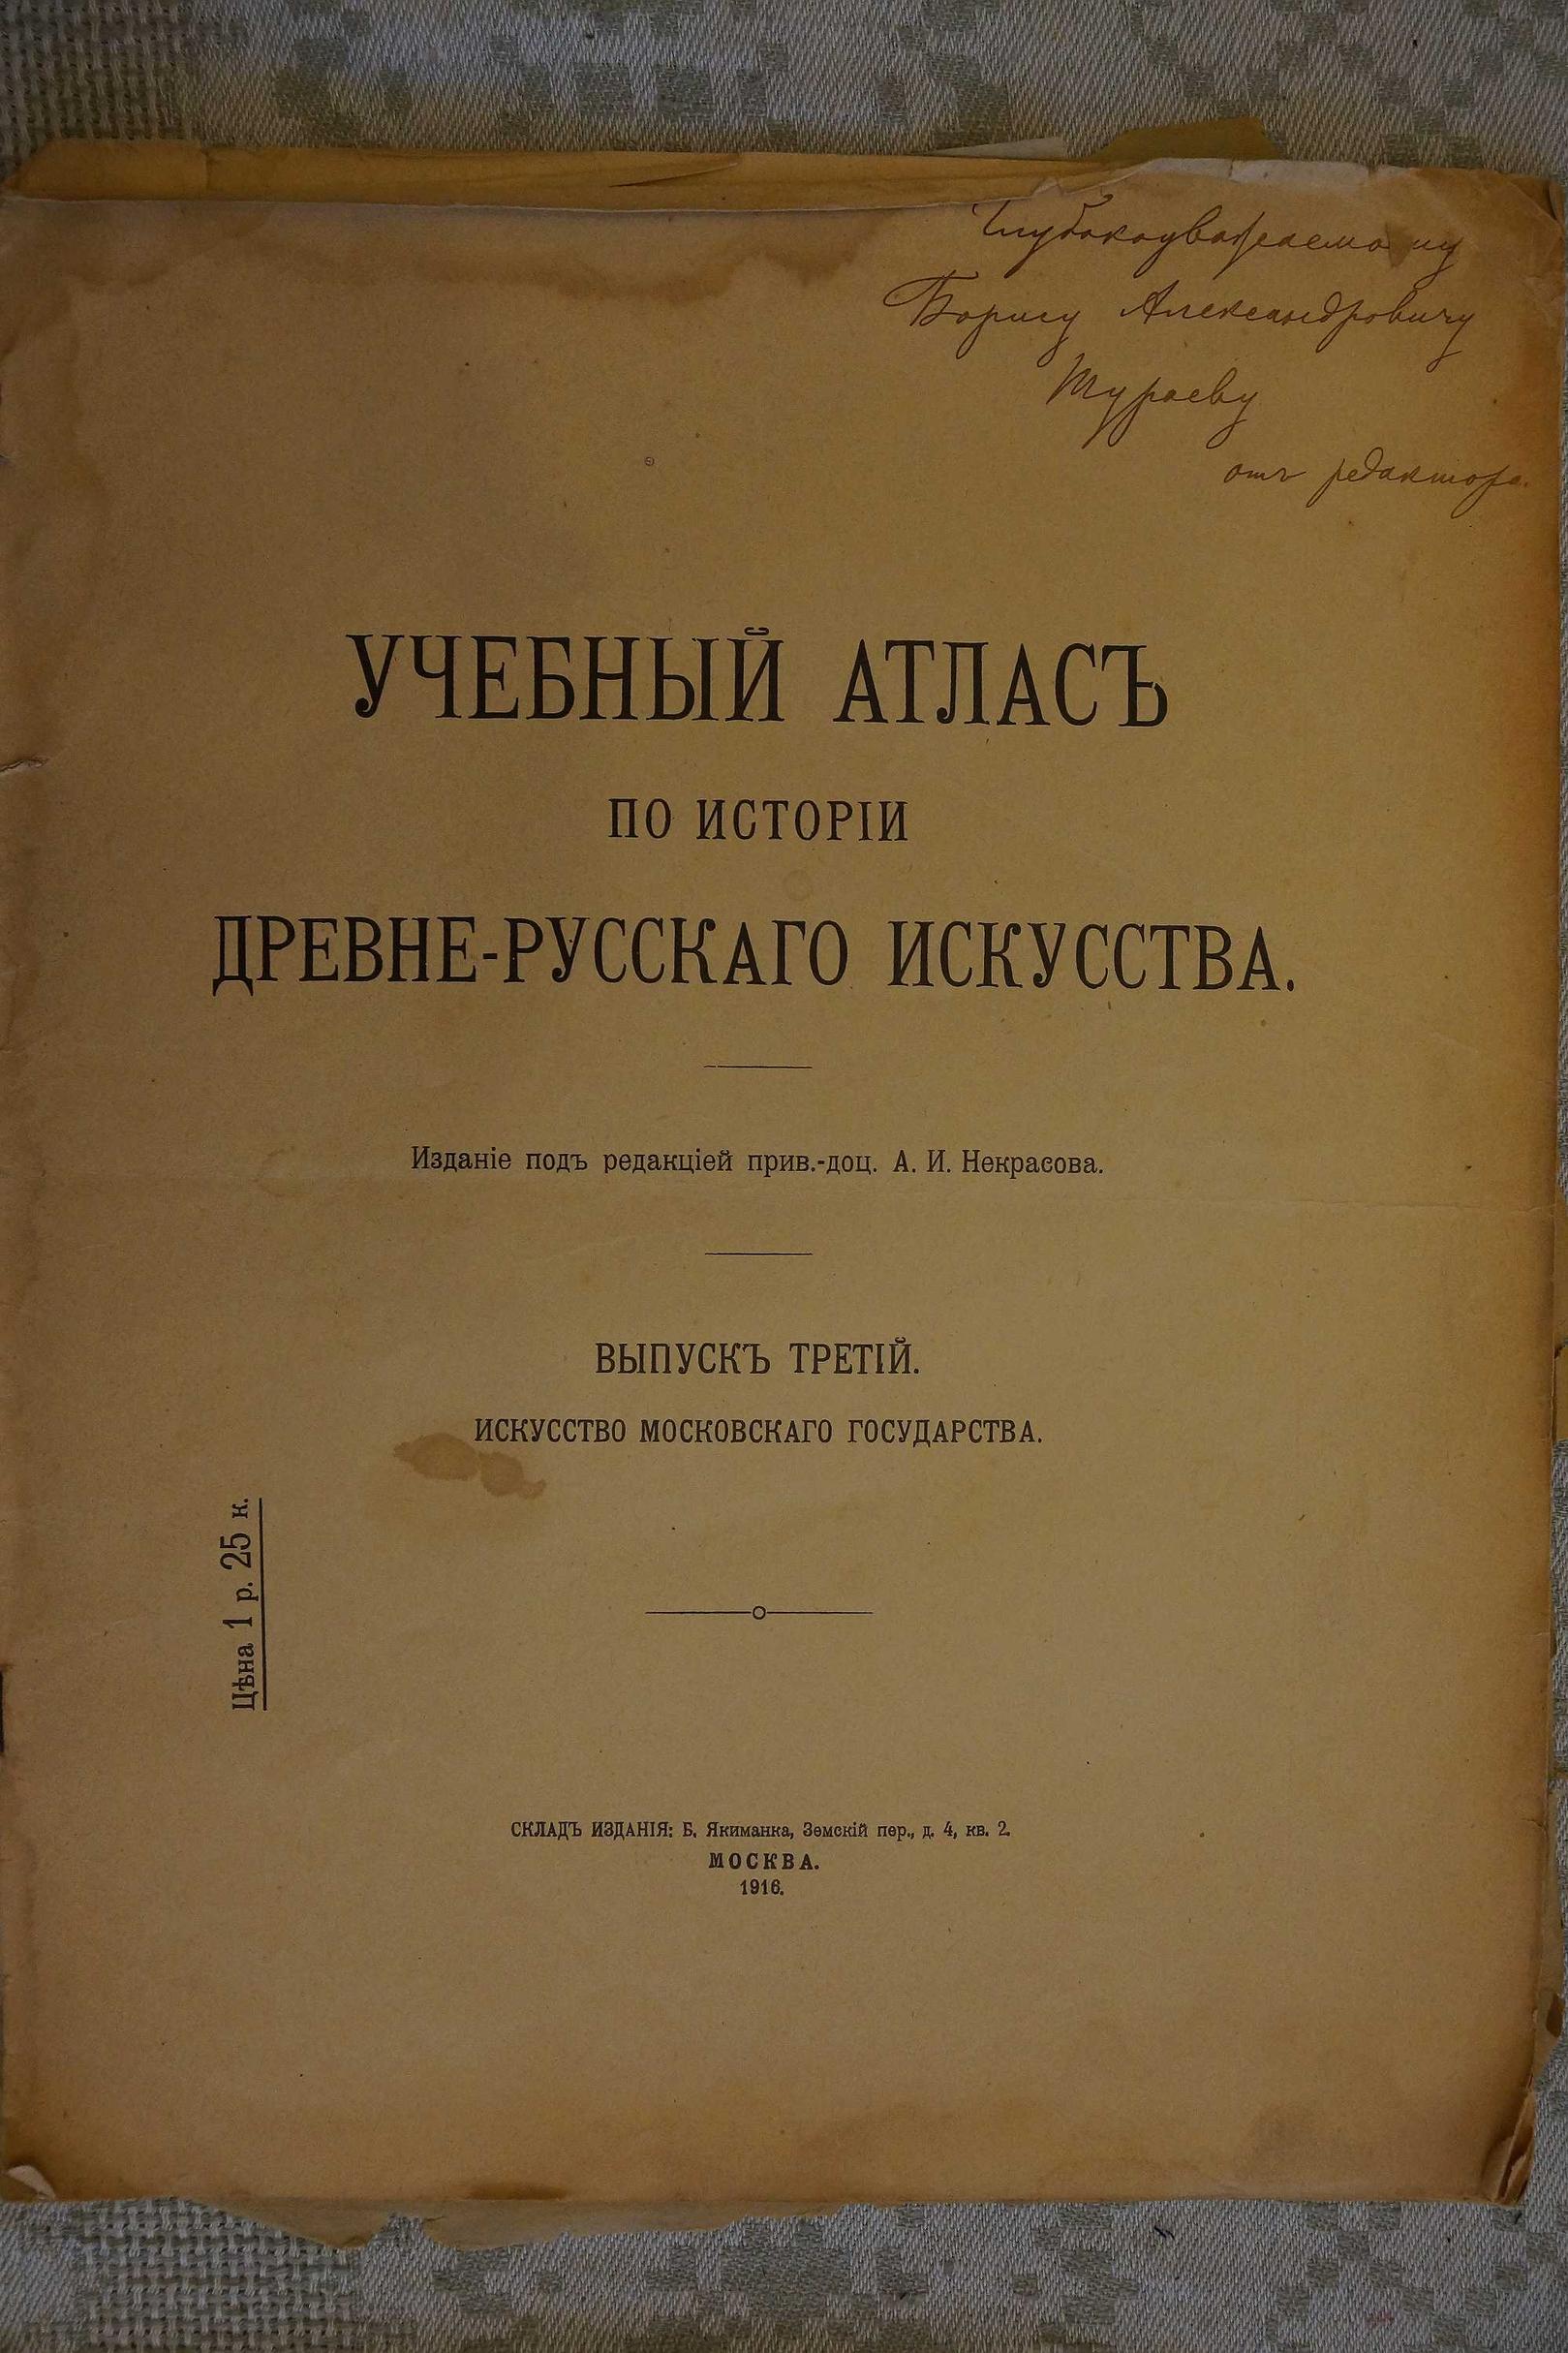 Глубокоуважаемому
Борису Александровичу
Тураеву
отъ редактора.
УЧЕБНЫЙ АТЛАСЪ
ПО ИСТОРІИ
ДРЕВНЕ-РУССКАГО ИСКУССТВА.
Изданіе подъ редакціей прив.-доц. А. И. Некрасова.
ВЫПУСКЪ ТРЕТІЙ.
ИСКУССТВО МОСКОВСКАГО ГОСУДАРСТВА.
Цѣна 1 р. 25 к.
СКЛАДЪ ИЗДАНІЯ: Б. Якиманка, Земскій пер., д. 4, кв. 2.
МОСКВА.
1916.